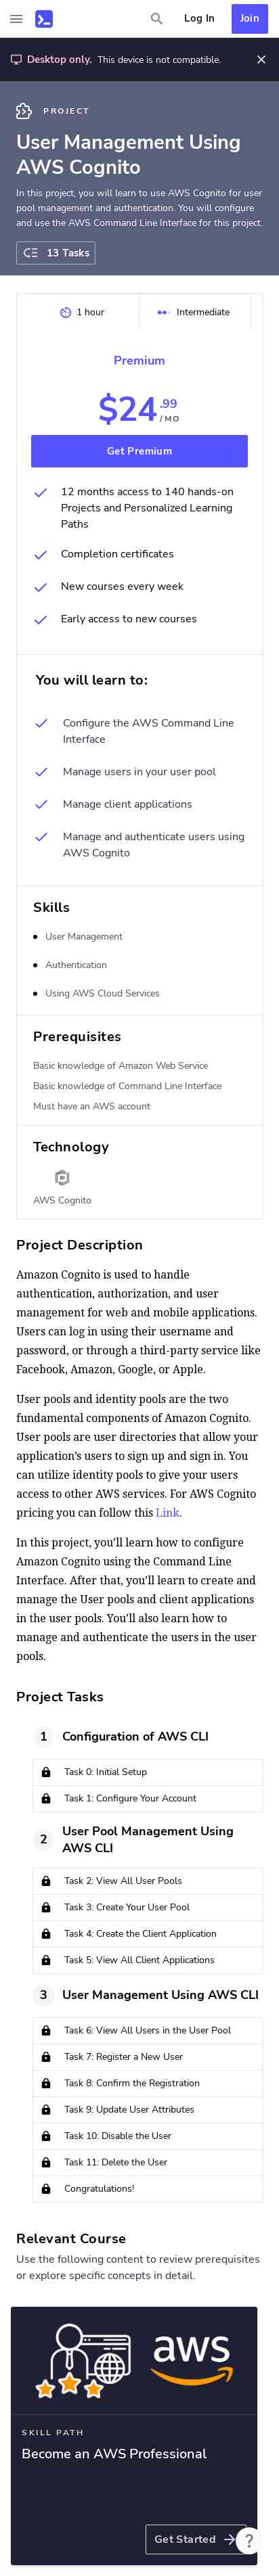 Log In
Join
Desktop only. This device is not compatible.
PROJECT
User Management Using
AWS Cognito
In this project, you will learn to use AWS Cognito for user
pool management and authentication. You will configure
and use the AWS Command Line Interface for this project.
13 Tasks
1 hour
Intermediate
Premium
$24.99
/ MO
Get Premium
12 months access to 140 hands-on
Projects and Personalized Learning
Paths
Completion certificates
New courses every week
Early access to new courses
You will learn to:
Configure the AWS Command Line
Interface
Manage users in your user pool
Manage client applications
Manage and authenticate users using
AWS Cognito
Skills
User Management
Authentication
Using AWS Cloud Services
Prerequisites
Basic knowledge of Amazon Web Service
Basic knowledge of Command Line Interface
Must have an AWS account
Technology
AWS Cognito
Project Description
Amazon Cognito is used to handle
authentication, authorization, and user
management for web and mobile applications.
Users can log in using their username and
password, or through a third-party service like
Facebook, Amazon, Google, or Apple.
User pools and identity pools are the two
fundamental components of Amazon Cognito.
User pools are user directories that allow your
application’s users to sign up and sign in. You
can utilize identity pools to give your users
access to other AWS services. For AWS Cognito
pricing you can follow this Link.
In this project, you’ll learn how to configure
Amazon Cognito using the Command Line
Interface. After that, you’ll learn to create and
manage the User pools and client applications
in the user pools. You’ll also learn how to
manage and authenticate the users in the user
pools.
Project Tasks
1
Configuration of AWS CLI
Task 0: Initial Setup
Task 1: Configure Your Account
2
User Pool Management Using
AWS CLI
Task 2: View All User Pools
Task 3: Create Your User Pool
Task 4: Create the Client Application
Task 5: View All Client Applications
3
User Management Using AWS CLI
Task 6: View All Users in the User Pool
Task 7: Register a New User
Task 8: Confirm the Registration
Task 9: Update User Attributes
Task 10: Disable the User
Task 11: Delete the User
Congratulations!
Relevant Course
Use the following content to review prerequisites
or explore specific concepts in detail.
aws
SKILL PATH
Become an AWS Professional
Get Started
?